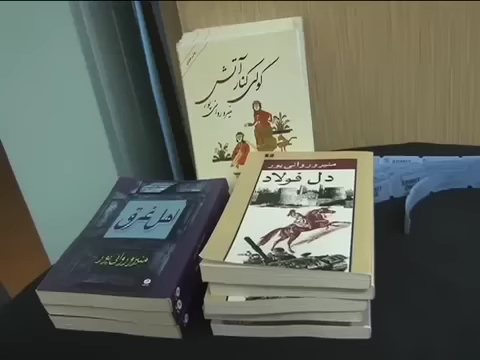 کولی کنار آتش
منیرو روانی پور
منیرو روانی پور
دل فولاد
اهل غرق
منیرو روانی پور